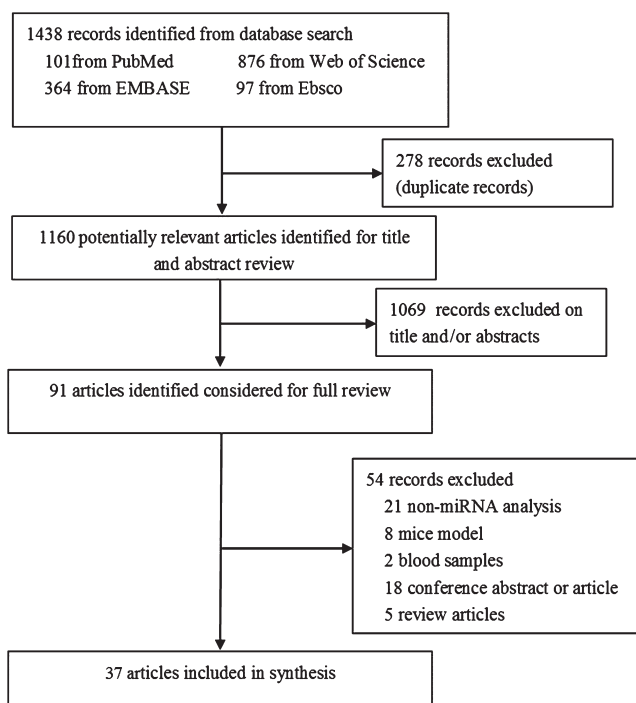 1438 records identified from database search
101from PubMed 876 from Web of Science
364 from EMBASE 97 from Ebsco
278 records excluded
(duplicate records)
1160 potentially relevant articles identified for title
and abstract review
1069 records excluded on
title and/or abstracts
91 articles identified considered for full review
54 records excluded
21 non-miRNA analysis
8 mice model
2 blood samples
18 conference abstract or article
5 review articles
37 articles included in synthesis